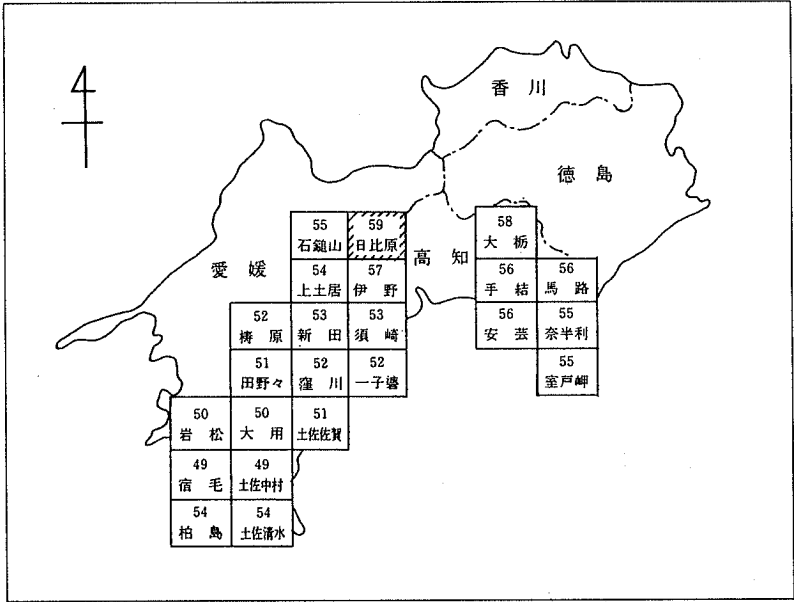 香川
徳島
愛媛
高知
55
石鎚山
59
日比原
58
大栃
54
上土居
57
伊野
56
手結
56
馬路
52
梼原
53
新田
53
須崎
56
安芸
55
奈半利
51
田野々
52
窪川
52
一子碆
55
室戸岬
50
岩松
50
大用
51
土佐佐賀
49
宿毛
49
土佐中村
54
柏島
54
土佐清水